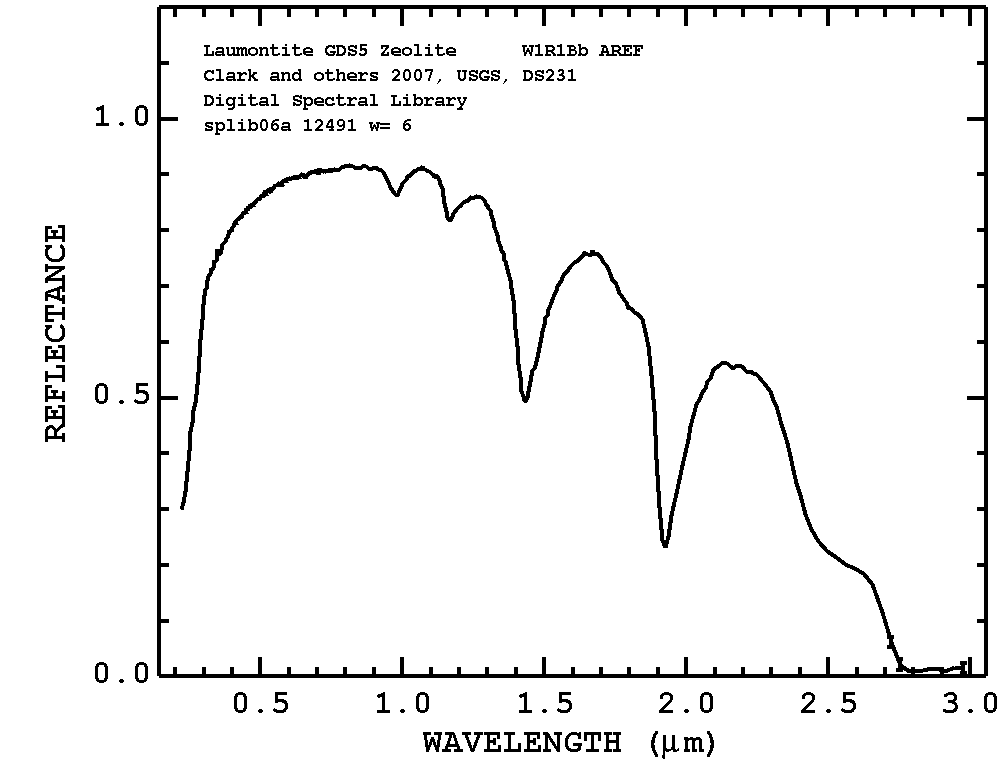 Laumontite GDS5 Zeolite W1R1Bb AREF
Clark and others 2007, USGS, DS231
Digital Spectral Library
splib06a 12491 w= 6
1.0
0.5
0.0
REFLECTANCE
0.5 1.0 1.5 2.0 2.5 3.0
WAVELENGTH (μm)